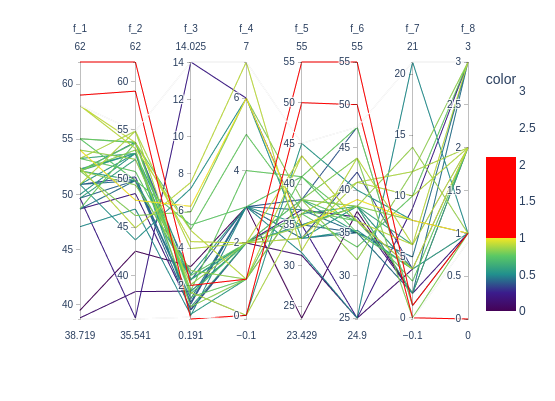 f_1 f_2 f_3 f_4 f_5 f_6 f_7 f_8
62 62 14.025 7 55 55 21 3
60 55 50 45 40
60 55 50 45 40
14 12 10 8 6 4 2
6 4 2 0
55 50 45 40 35 30 25
55 50 45 40 35 30 25
20 15 10 5 0
3 2.5 2 1.5 1 0.5 0
38.719 35.541 0.191 −0.1 23.429 24.9 −0.1 0
color
3
2.5
2
1.5
1
0.5
0